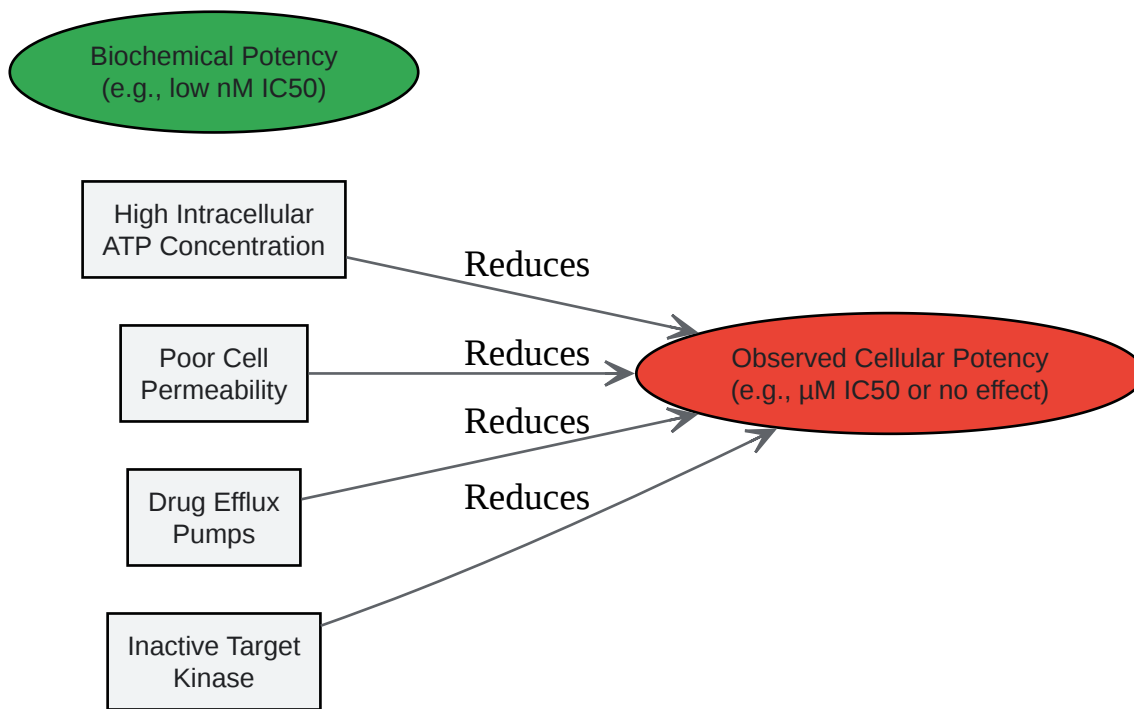 Biochemical Potency
(e.g., low nM IC50)
High Intracellular
ATP Concentration
Reduces
Poor Cell
Permeability
Reduces
Observed Cellular Potency
(e.g., µM IC50 or no effect)
Reduces
Drug Efflux
Pumps
Reduces
Inactive Target
Kinase